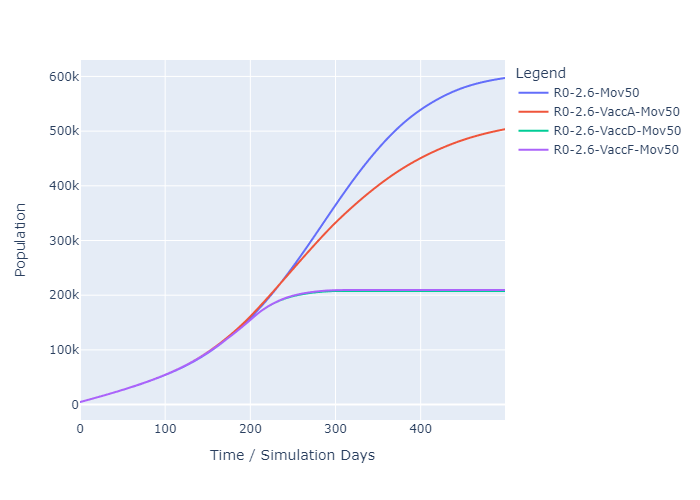 Legend
R0-2.6-Mov50
R0-2.6-VaccA-Mov50
R0-2.6-VaccD-Mov50
R0-2.6-VaccF-Mov50
Population
600k
500k
400k
300k
200k
100k
0
0 100 200 300 400
Time / Simulation Days